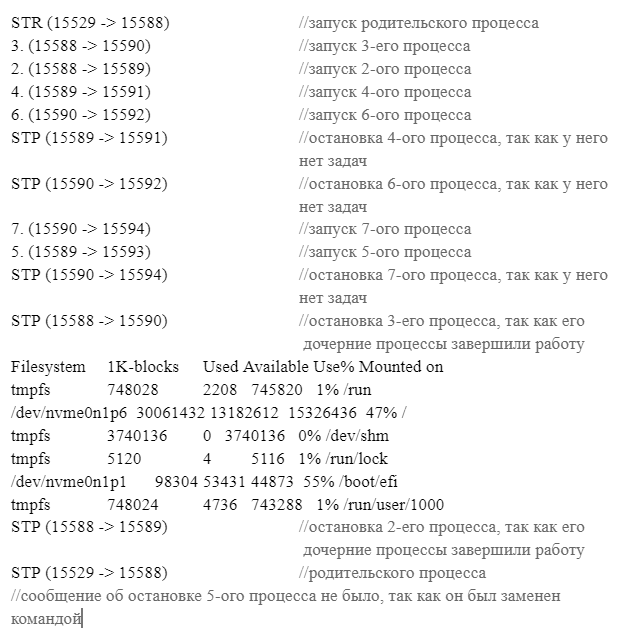 STR (15529 -> 15588) //запуск родительского процесса
3. (15588 -> 15590) //запуск 3-его процесса
2. (15588 -> 15589) //запуск 2-ого процесса
4. (15589 -> 15591) //запуск 4-ого процесса
6. (15590 -> 15592) //запуск 6-ого процесса
STP (15589 -> 15591) //остановка 4-ого процесса, так как у него
нет задач
STP (15590 -> 15592) //остановка 6-ого процесса, так как у него
нет задач
7. (15590 -> 15594) //запуск 7-ого процесса
5. (15589 -> 15593) //запуск 5-ого процесса
STP (15590 -> 15594) //остановка 7-ого процесса, так как у него
нет задач
STP (15588 -> 15590) //остановка 3-его процесса, так как его
дочерние процессы завершили работу
Filesystem 1K-blocks Used Available Use% Mounted on
tmpfs 748028 2208 745820 1% /run
/dev/nvme0n1p6 30061432 13182612 15326436 47% /
tmpfs 3740136 0 3740136 0% /dev/shm
tmpfs 5120 4 5116 1% /run/lock
/dev/nvme0n1p1 98304 53431 44873 55% /boot/efi
tmpfs 748024 4736 743288 1% /run/user/1000
STP (15588 -> 15589) //остановка 2-ого процесса, так как его
дочерние процессы завершили работу
STP (15529 -> 15588) //родительского процесса
//сообщение об остановке 5-ого процесса не было, так как он был заменен
командой